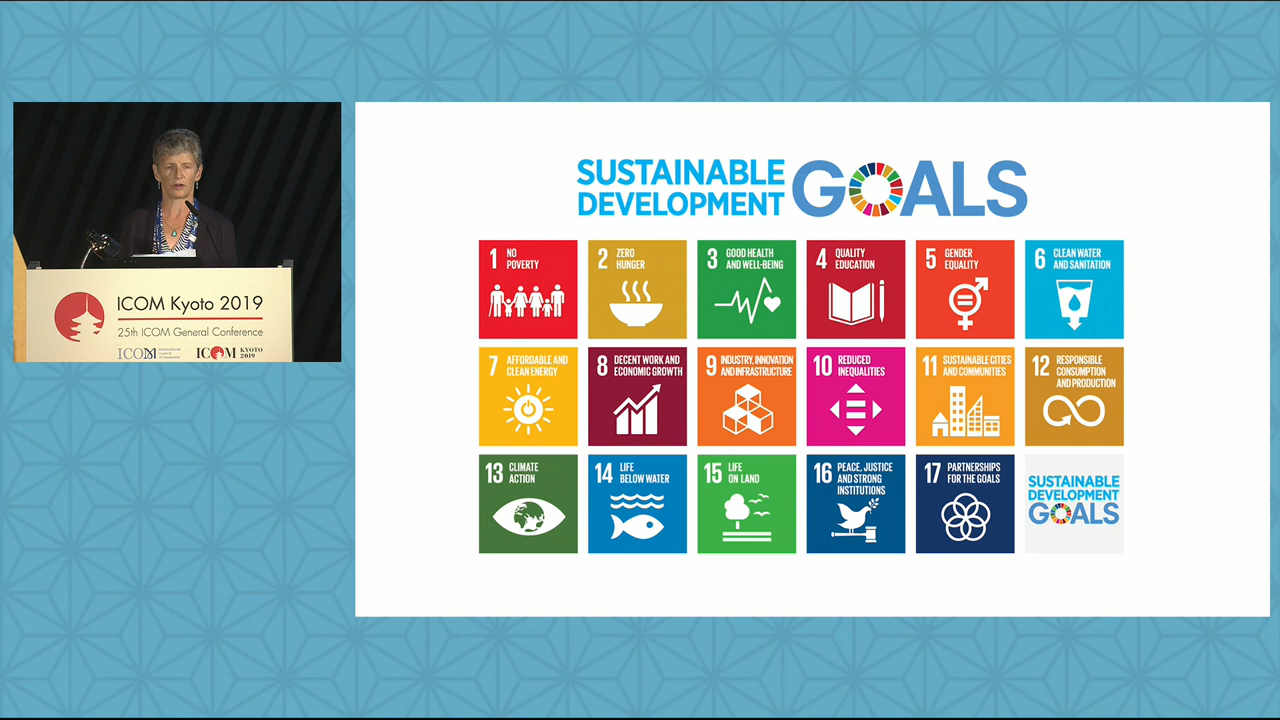 ICOM Kyoto 2019
25th ICOM General Conference
ICOM international council of museums
ICOM KYOTO 2019
SUSTAINABLE
DEVELOPMENT
GOALS
1 NO
POVERTY
2 ZERO
HUNGER
3 GOOD HEALTH
AND WELL-BEING
4 QUALITY
EDUCATION
5 GENDER
EQUALITY
6 CLEAN WATER
AND SANITATION
7 AFFORDABLE AND
CLEAN ENERGY
8 DECENT WORK AND
ECONOMIC GROWTH
9 INDUSTRY, INNOVATION
AND INFRASTRUCTURE
10 REDUCED
INEQUALITIES
11 SUSTAINABLE CITIES
AND COMMUNITIES
12 RESPONSIBLE
CONSUMPTION
AND PRODUCTION
13 CLIMATE
ACTION
14 LIFE
BELOW WATER
15 LIFE
ON LAND
16 PEACE, JUSTICE
AND STRONG
INSTITUTIONS
17 PARTNERSHIPS
FOR THE GOALS
SUSTAINABLE
DEVELOPMENT
GOALS